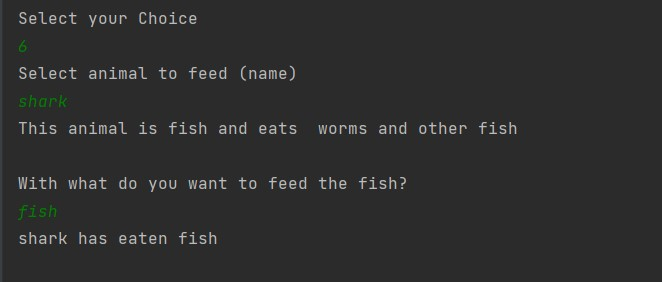 Select your Choice
6
Select animal to feed (name)
shark
This animal is fish and eats  worms and other fish
With what do you want to feed the fish?
fish
shark has eaten fish